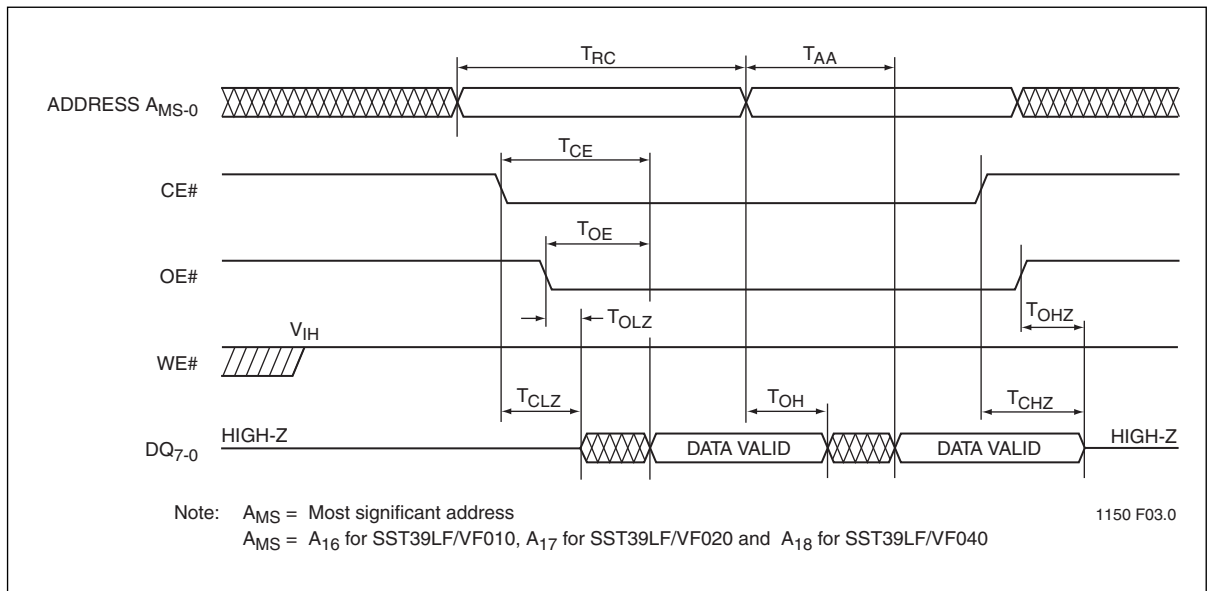 TRC TAA
ADDRESS AMS-0
TCE
CE#
TOE
OE#
TOLZ TOHZ
VIH
WE#
TCLZ TOH TCHZ
HIGH-Z HIGH-Z
DQ7-0 DATA VALID DATA VALID
Note: AMS = Most significant address 1150 F03.0
AMS = A16 for SST39LF/VF010, A17 for SST39LF/VF020 and A18 for SST39LF/VF040